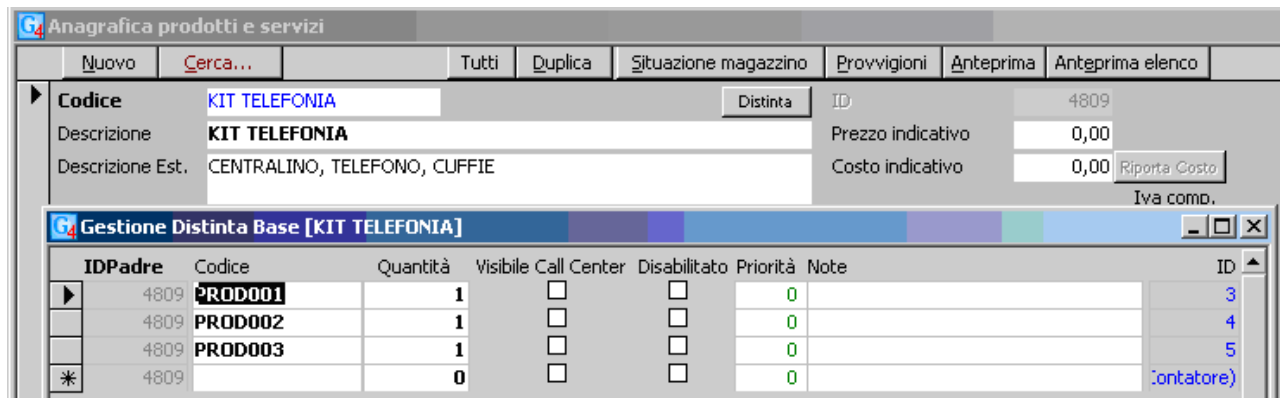 G4 Anagrafica prodotti e servizi
Nuovo Cerca... Tutti Duplica Situazione magazzino Provvigioni Anteprima Anteprima elenco
Codice KIT TELEFONIA Distinta ID 4809
Descrizione KIT TELEFONIA Prezzo indicativo 0,00
Descrizione Est. CENTRALINO, TELEFONO, CUFFIE Costo indicativo 0,00 Riporta Costo
Iva comp.
G4 Gestione Distinta Base [KIT TELEFONIA]
IDPadre Codice Quantità Visibile Call Center Disabilitato Priorità Note ID
4809 PROD001 1 0 3
4809 PROD002 1 0 4
4809 PROD003 1 0 5
4809 0 0 Contatore)